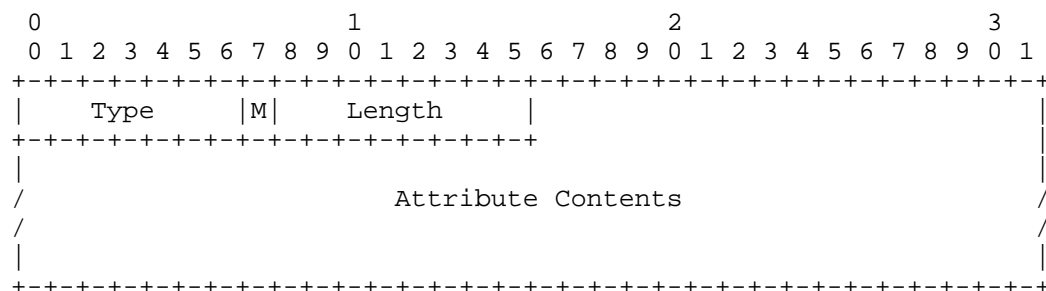 0                   1                   2                   3
 0 1 2 3 4 5 6 7 8 9 0 1 2 3 4 5 6 7 8 9 0 1 2 3 4 5 6 7 8 9 0 1
+-+-+-+-+-+-+-+-+-+-+-+-+-+-+-+-+-+-+-+-+-+-+-+-+-+-+-+-+-+-+-+-+
|    Type     |M|    Length     |                               |
+-+-+-+-+-+-+-+-+-+-+-+-+-+-+-+-+                               |
|                                                               |
/                       Attribute Contents                      /
/                                                               /
|                                                               |
+-+-+-+-+-+-+-+-+-+-+-+-+-+-+-+-+-+-+-+-+-+-+-+-+-+-+-+-+-+-+-+-+